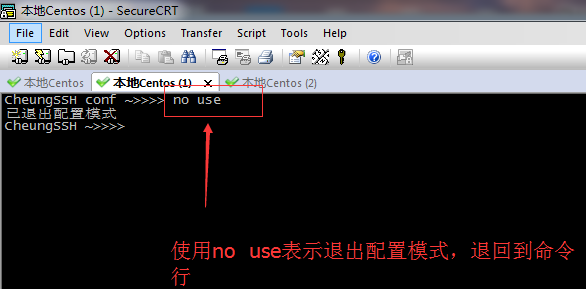 本地Centos (1) - SecureCRT
File Edit View Options Transfer Script Tools Help
本地Centos 本地Centos (1) × 本地Centos (2)
CheungSSH conf ~>>>> no use
已退出配置模式
CheungSSH ~>>>>
使用no use表示退出配置模式，退回到命令
行